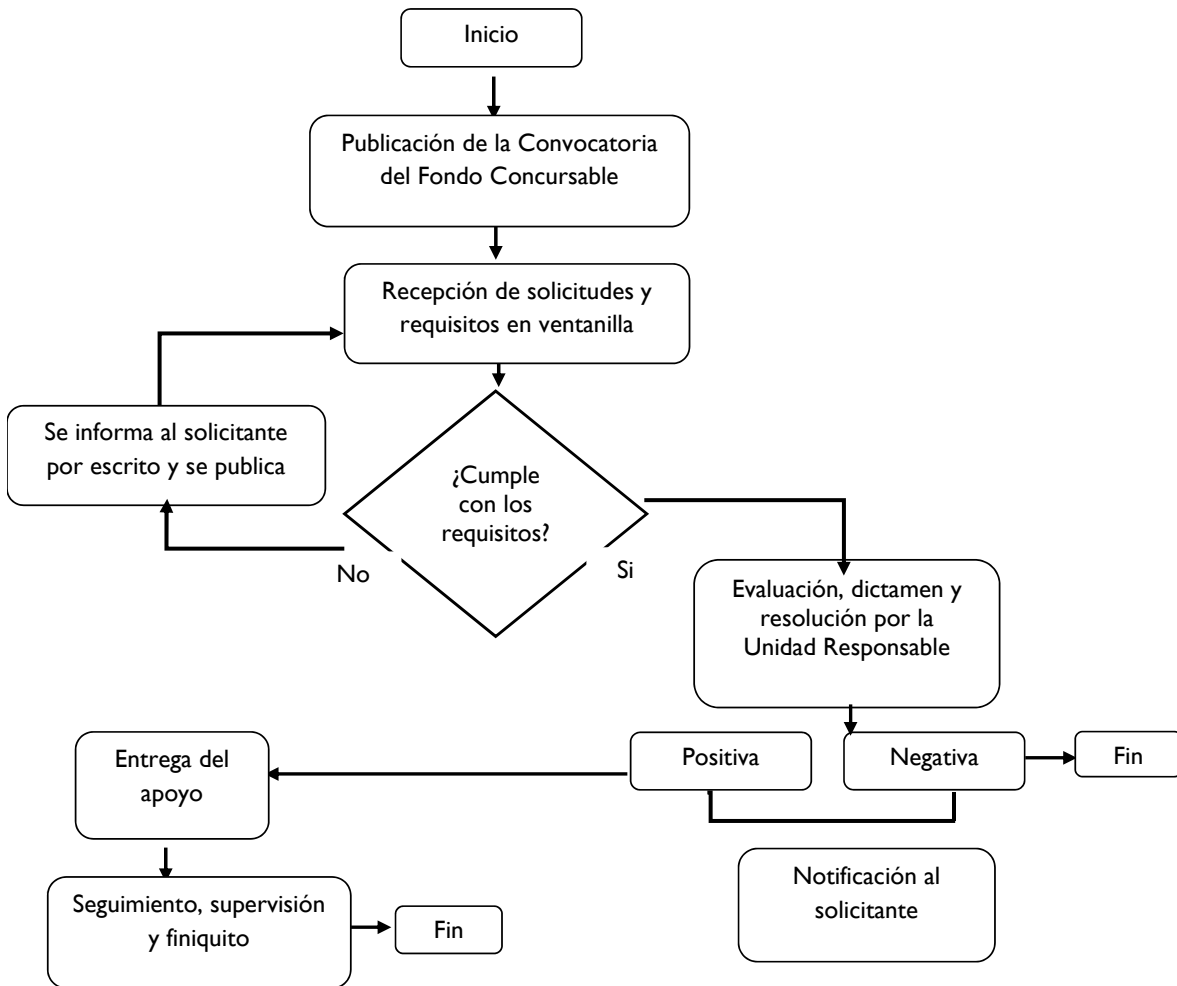 Inicio
Publicación de la Convocatoria
del Fondo Concursable
Recepción de solicitudes y
requisitos en ventanilla
Se informa al solicitante
por escrito y se publica
¿Cumple
con los
requisitos?
No
Si
Evaluación, dictamen y
resolución por la
Unidad Responsable
Entrega del
apoyo
Positiva
Negativa
Fin
Seguimiento, supervisión
y finiquito
Fin
Notificación al
solicitante